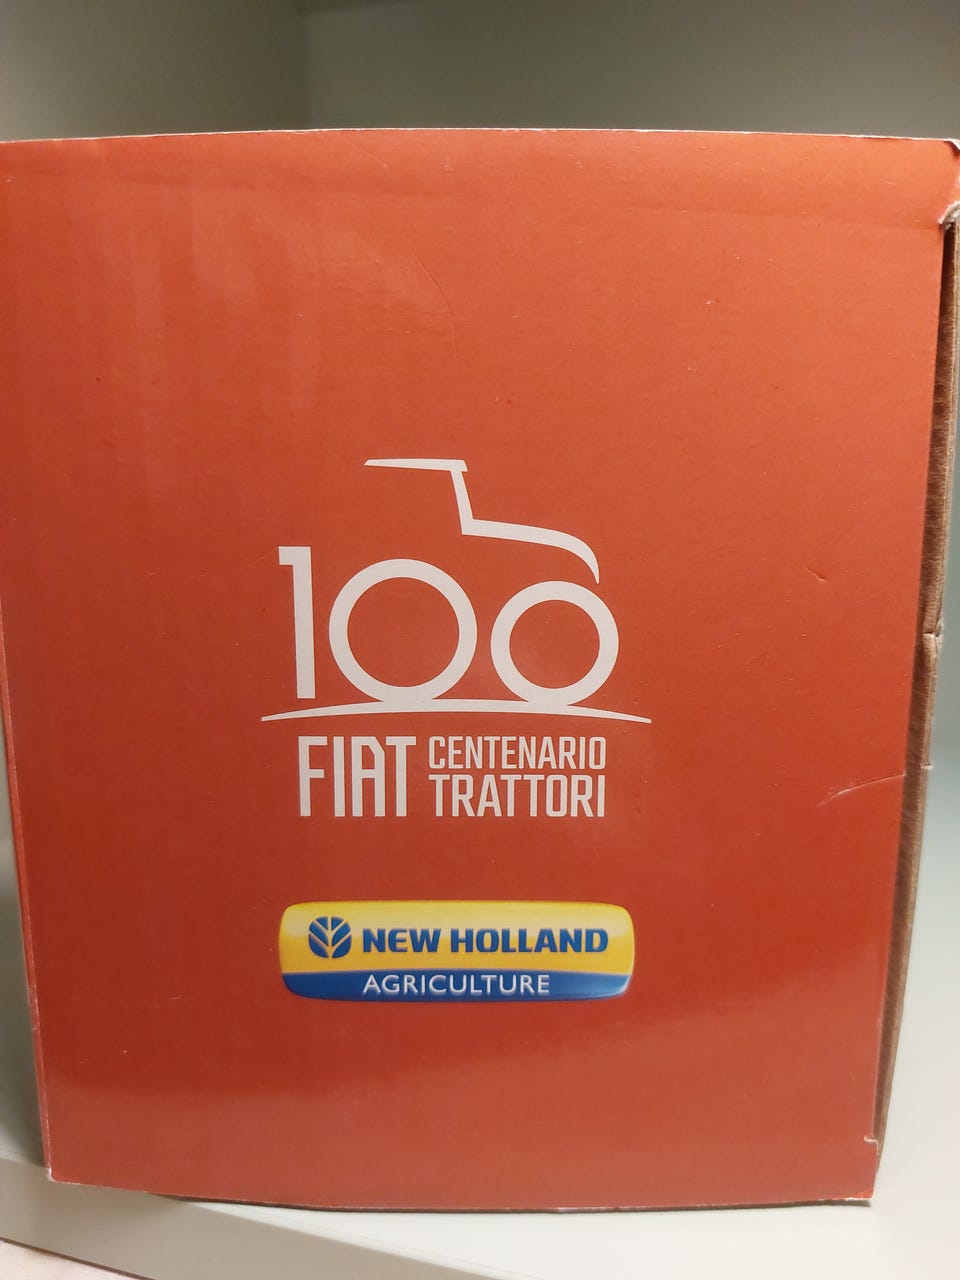 100
FIAT CENTENARIO
TRATTORI
NEW HOLLAND
AGRICULTURE